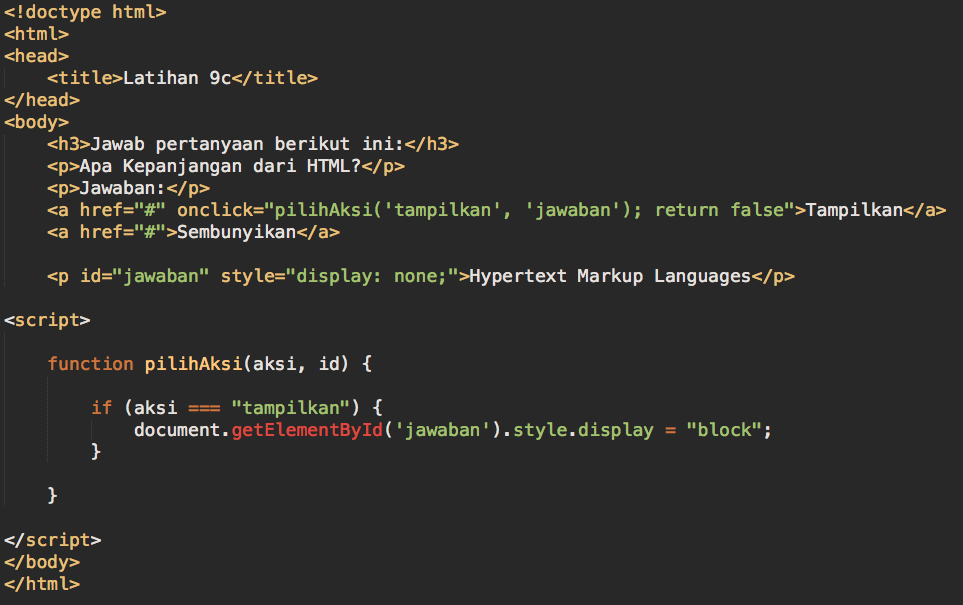 <!doctype html>
<html>
<head>
    <title>Latihan 9c</title>
</head>
<body>
    <h3>Jawab pertanyaan berikut ini:</h3>
    <p>Apa Kepanjangan dari HTML?</p>
    <p>Jawaban:</p>
    <a href="#" onclick="pilihAksi('tampilkan', 'jawaban'); return false">Tampilkan</a>
    <a href="#">Sembunyikan</a>

    <p id="jawaban" style="display: none;">Hypertext Markup Languages</p>

<script>

    function pilihAksi(aksi, id) {

        if (aksi === "tampilkan") {
            document.getElementById('jawaban').style.display = "block";
        }

    }

</script>
</body>
</html>